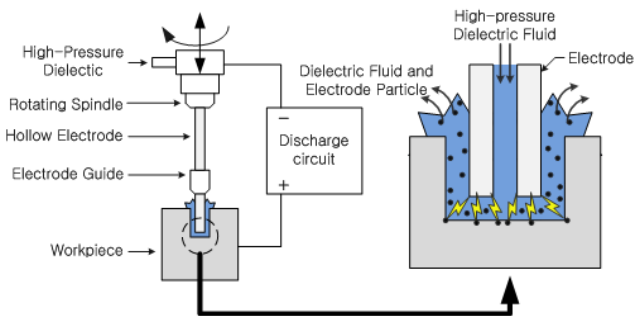 High-Pressure
Dielectic
Rotating Spindle
Hollow Electrode
Electrode Guide
Workpiece
−
Discharge
circuit
+
High-pressure
Dielectric Fluid
Electrode
Dielectric Fluid and
Electrode Particle